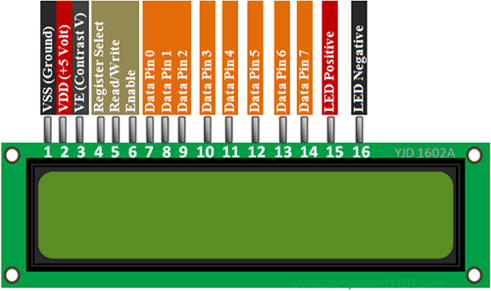 VSS (Ground)
VDD (+5 Volt)
VE (Contrast V)
Register Select
Read/Write
Enable
Data Pin 0
Data Pin 1
Data Pin 2
Data Pin 3
Data Pin 4
Data Pin 5
Data Pin 6
Data Pin 7
LED Positive
LED Negative
1 2 3 4 5 6 7 8 9 10 11 12 13 14 15 16
YJD 1602A